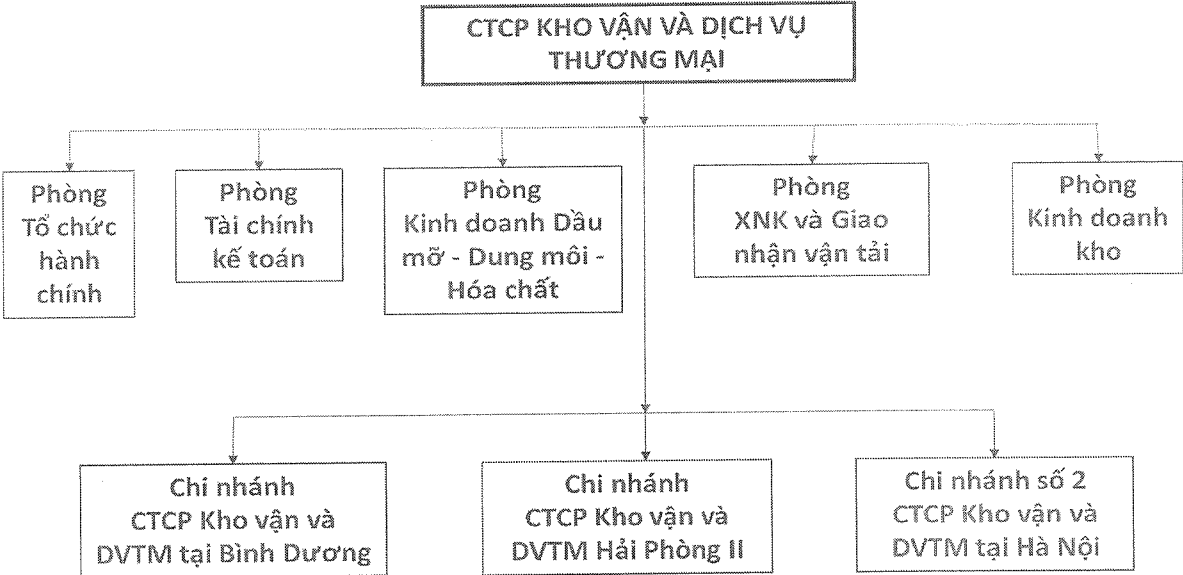 CTCP KHO VẬN VÀ DỊCH VỤ
THƯƠNG MẠI
Phòng
Tổ chức
hành
chính
Phòng
Tài chính
kế toán
Phòng
Kinh doanh Dầu
mỡ - Dung môi -
Hóa chất
Phòng
XNK và Giao
nhận vận tải
Phòng
Kinh doanh
kho
Chi nhánh
CTCP Kho vận và
DVTM tại Bình Dương
Chi nhánh
CTCP Kho vận và
DVTM Hải Phòng II
Chi nhánh số 2
CTCP Kho vận và
DVTM tại Hà Nội